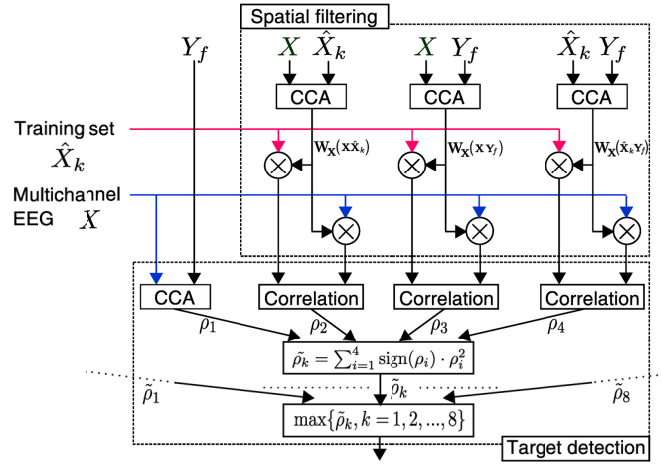 Spatial filtering
Y_f X X̂_k X Y_f X̂_k Y_f
CCA CCA CCA
Training set
X̂_k
W_X(XX̂_k) W_X(XY_f) W_X(X̂_kY_f)
Multichannel
EEG X
CCA Correlation Correlation Correlation
ρ_1 ρ_2 ρ_3 ρ_4
ρ̃_k = ∑_{i=1}^{4} sign(ρ_i) · ρ_i^2
ρ̃_1 ρ̃_k ρ̃_8
max{ρ̃_k, k = 1, 2, ..., 8}
Target detection